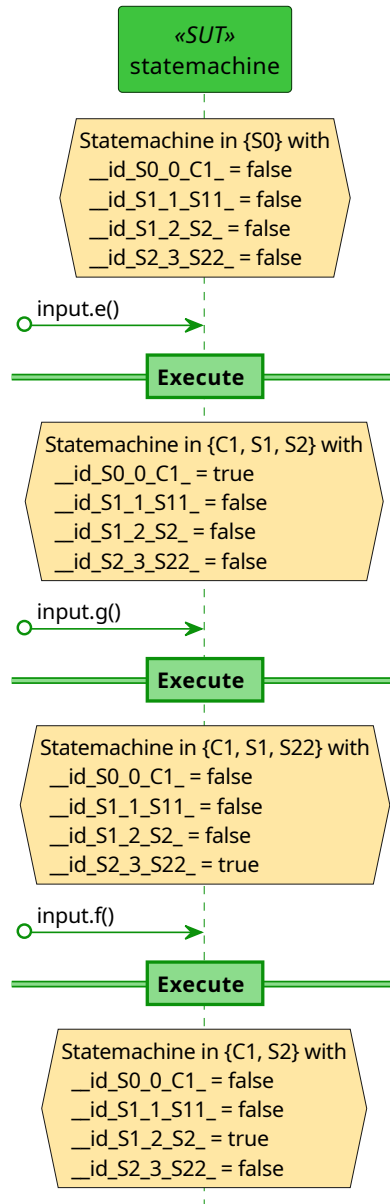 «SUT»
statemachine
Statemachine in {S0} with
__id_S0_0_C1_ = false
__id_S1_1_S11_ = false
__id_S1_2_S2_ = false
__id_S2_3_S22_ = false
input.e()
Execute
Statemachine in {C1, S1, S2} with
__id_S0_0_C1_ = true
__id_S1_1_S11_ = false
__id_S1_2_S2_ = false
__id_S2_3_S22_ = false
input.g()
Execute
Statemachine in {C1, S1, S22} with
__id_S0_0_C1_ = false
__id_S1_1_S11_ = false
__id_S1_2_S2_ = false
__id_S2_3_S22_ = true
input.f()
Execute
Statemachine in {C1, S2} with
__id_S0_0_C1_ = false
__id_S1_1_S11_ = false
__id_S1_2_S2_ = true
__id_S2_3_S22_ = false